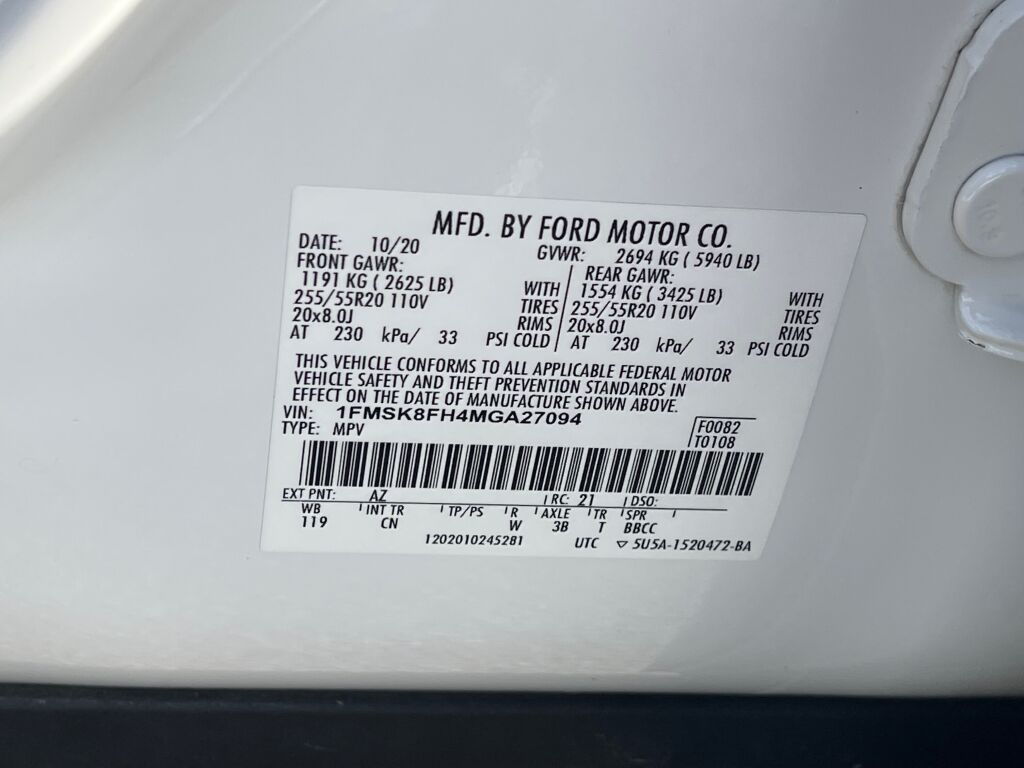 MFD. BY FORD MOTOR CO.
DATE: 10/20 GVWR: 2694 KG ( 5940 LB)
FRONT GAWR: REAR GAWR:
1191 KG ( 2625 LB) WITH 1554 KG ( 3425 LB) WITH
255/55R20 110V TIRES 255/55R20 110V TIRES
20x8.0J RIMS 20x8.0J RIMS
AT 230 kPa/ 33 PSI COLD AT 230 kPa/ 33 PSI COLD
THIS VEHICLE CONFORMS TO ALL APPLICABLE FEDERAL MOTOR
VEHICLE SAFETY AND THEFT PREVENTION STANDARDS IN
EFFECT ON THE DATE OF MANUFACTURE SHOWN ABOVE.
VIN: 1FMSK8FH4MGA27094 F0082
TYPE: MPV T0108
EXT PNT: AZ RC: 21 DSO:
WB INT TR TP/PS R AXLE TR SPR
119 CN W 3B T BBCC
1202010245281 UTC ▽ 5U5A-1520472-BA